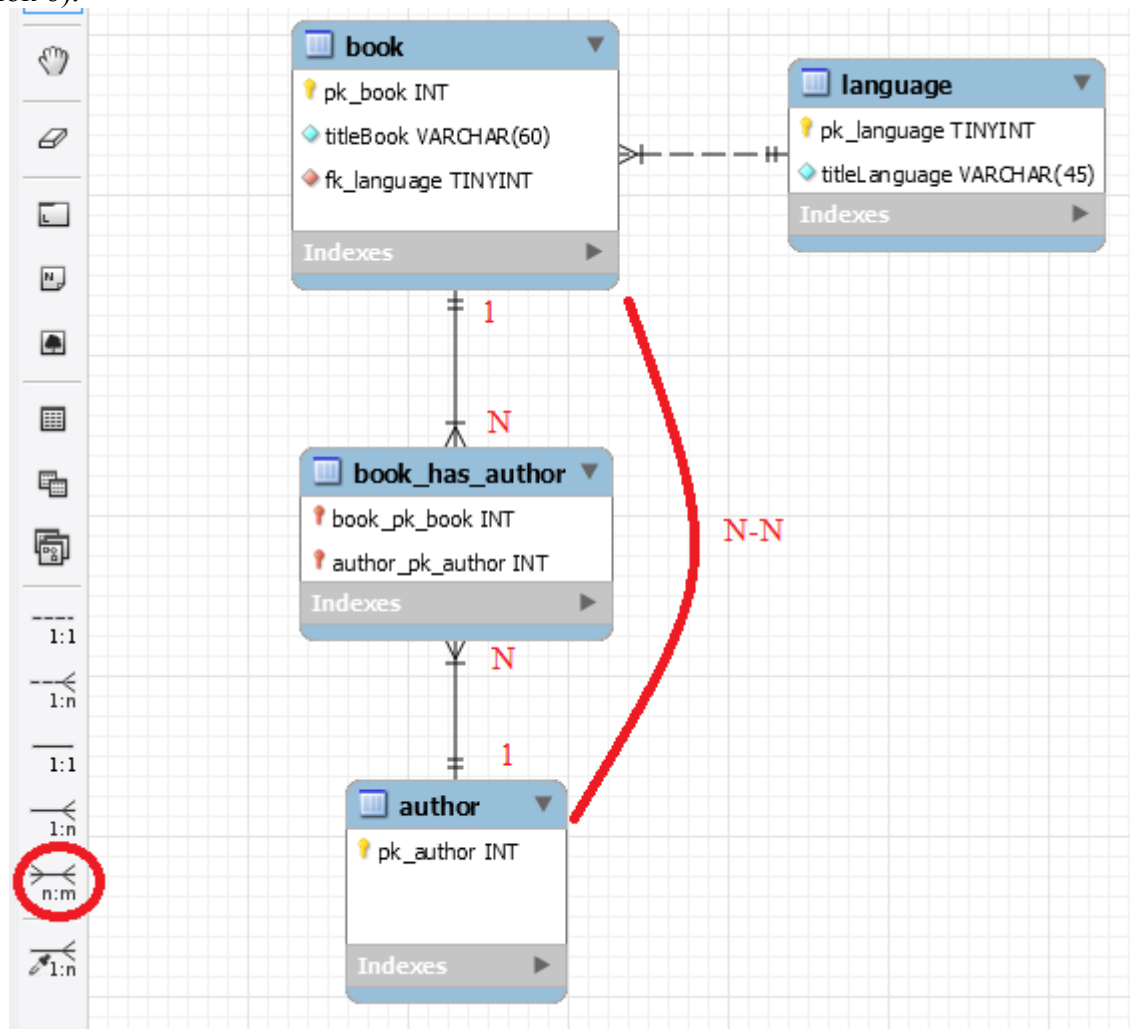 book
pk_book INT
titleBook VARCHAR(60)
fk_language TINYINT
Indexes
language
pk_language TINYINT
titleLanguage VARCHAR(45)
Indexes
1
N
book_has_author
book_pk_book INT
author_pk_author INT
Indexes
N-N
N
1
author
pk_author INT
Indexes
L
N
1:1
1:n
1:1
1:n
n:m
1:n